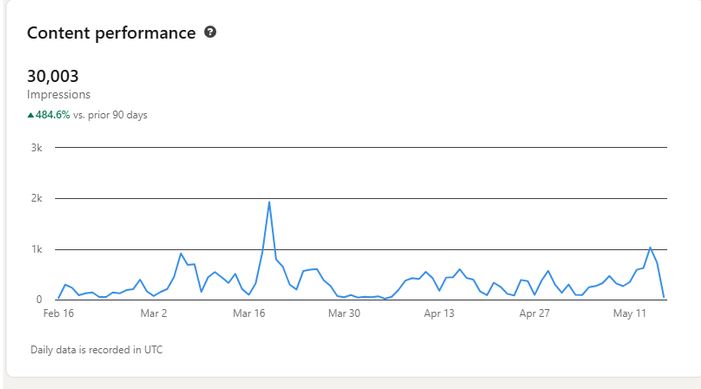 Content performance ?
30,003
Impressions
▲484.6% vs. prior 90 days
3k
2k
1k
0
Feb 16 Mar 2 Mar 16 Mar 30 Apr 13 Apr 27 May 11
Daily data is recorded in UTC